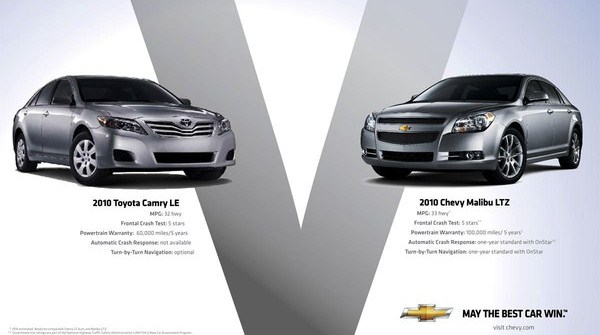 2010 Toyota Camry LE
MPG: 32 hwy
Frontal Crash Test: 5 stars
Powertrain Warranty: 60,000 miles/5 years
Automatic Crash Response: not available
Turn-by-Turn Navigation: optional
2010 Chevy Malibu LTZ
MPG: 33 hwy
Frontal Crash Test: 5 stars
Powertrain Warranty: 100,000 miles/ 5 years
Automatic Crash Response: one-year standard with OnStar
Turn-by-Turn Navigation: one-year standard with OnStar
MAY THE BEST CAR WIN.™
visit chevy.com